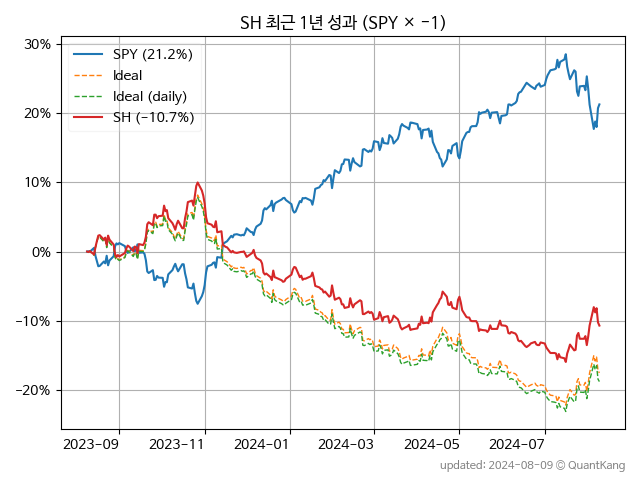 SH 최근 1년 성과 (SPY × −1)
30%
20%
10%
0%
−10%
−20%
SPY (21.2%)
Ideal
Ideal (daily)
SH (−10.7%)
2023-09
2023-11
2024-01
2024-03
2024-05
2024-07
updated: 2024-08-09 © QuantKang